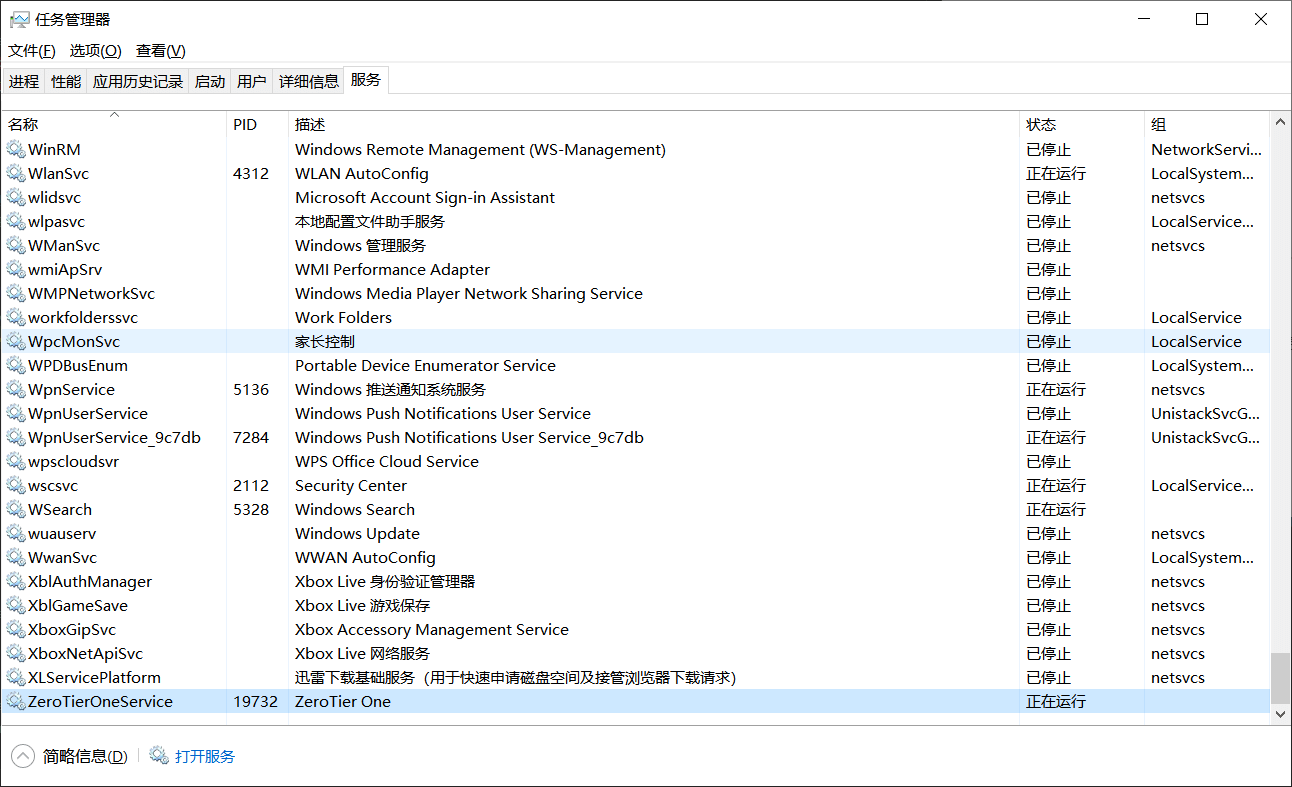 任务管理器
文件(F) 选项(O) 查看(V)
进程 性能 应用历史记录 启动 用户 详细信息 服务
名称 PID 描述 状态 组
WinRM Windows Remote Management (WS-Management) 已停止 NetworkServi...
WlanSvc 4312 WLAN AutoConfig 正在运行 LocalSystem...
wlidsvc Microsoft Account Sign-in Assistant 已停止 netsvcs
wlpasvc 本地配置文件助手服务 已停止 LocalService...
WManSvc Windows 管理服务 已停止 netsvcs
wmiApSrv WMI Performance Adapter 已停止
WMPNetworkSvc Windows Media Player Network Sharing Service 已停止
workfolderssvc Work Folders 已停止 LocalService
WpcMonSvc 家长控制 已停止 LocalService
WPDBusEnum Portable Device Enumerator Service 已停止 LocalSystem...
WpnService 5136 Windows 推送通知系统服务 正在运行 netsvcs
WpnUserService Windows Push Notifications User Service 已停止 UnistackSvcG...
WpnUserService_9c7db 7284 Windows Push Notifications User Service_9c7db 正在运行 UnistackSvcG...
wpscloudsvr WPS Office Cloud Service 已停止
wscsvc 2112 Security Center 正在运行 LocalService...
WSearch 5328 Windows Search 正在运行
wuauserv Windows Update 已停止 netsvcs
WwanSvc WWAN AutoConfig 已停止 LocalSystem...
XblAuthManager Xbox Live 身份验证管理器 已停止 netsvcs
XblGameSave Xbox Live 游戏保存 已停止 netsvcs
XboxGipSvc Xbox Accessory Management Service 已停止 netsvcs
XboxNetApiSvc Xbox Live 网络服务 已停止 netsvcs
XLServicePlatform 迅雷下载基础服务（用于快速申请磁盘空间及接管浏览器下载请求） 已停止 netsvcs
ZeroTierOneService 19732 ZeroTier One 正在运行
简略信息(D) 打开服务